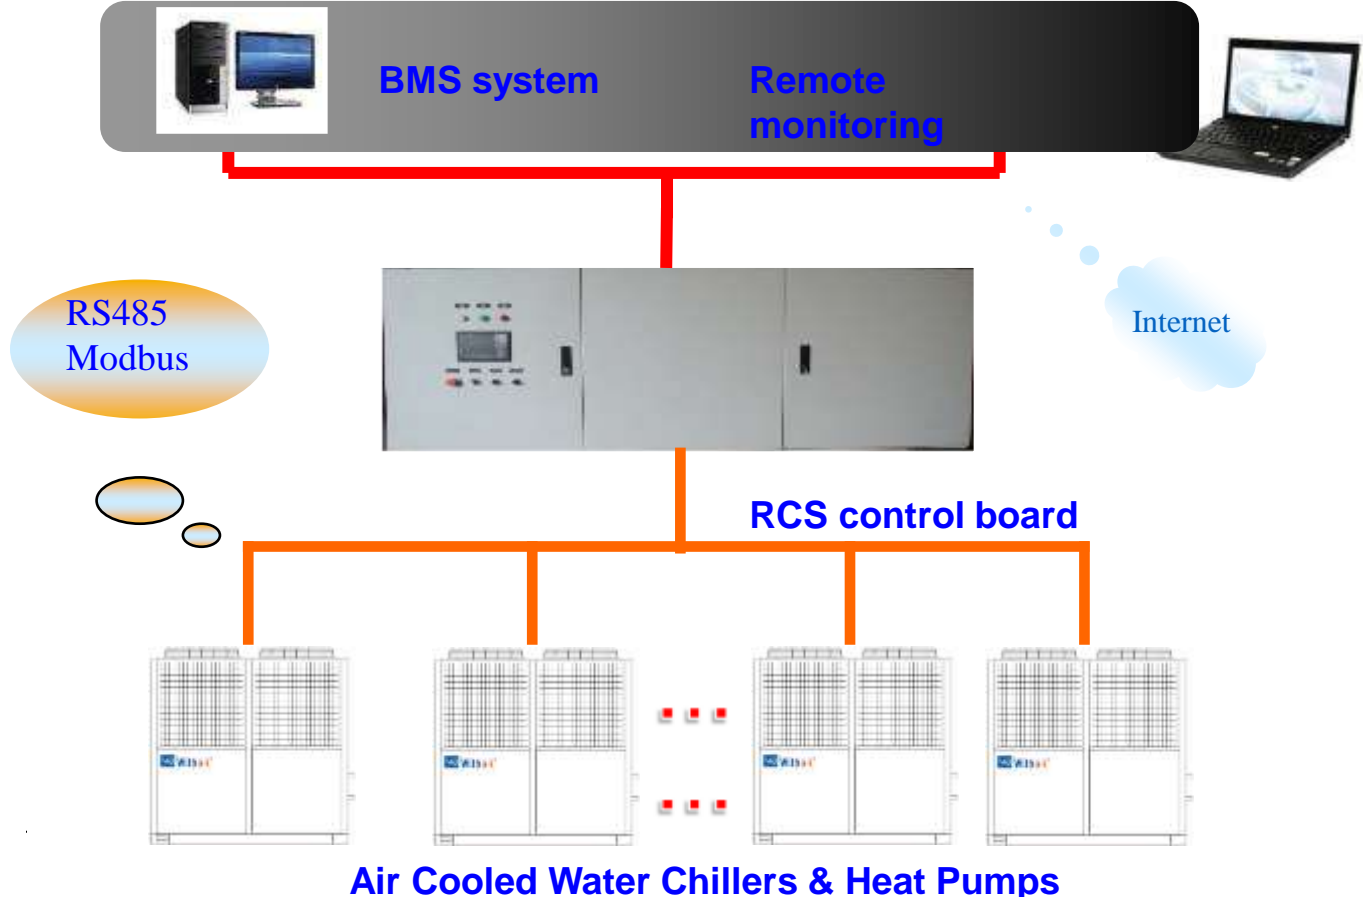 BMS system
Remote
monitoring
RS485
Modbus
Internet
RCS control board
Air Cooled Water Chillers & Heat Pumps